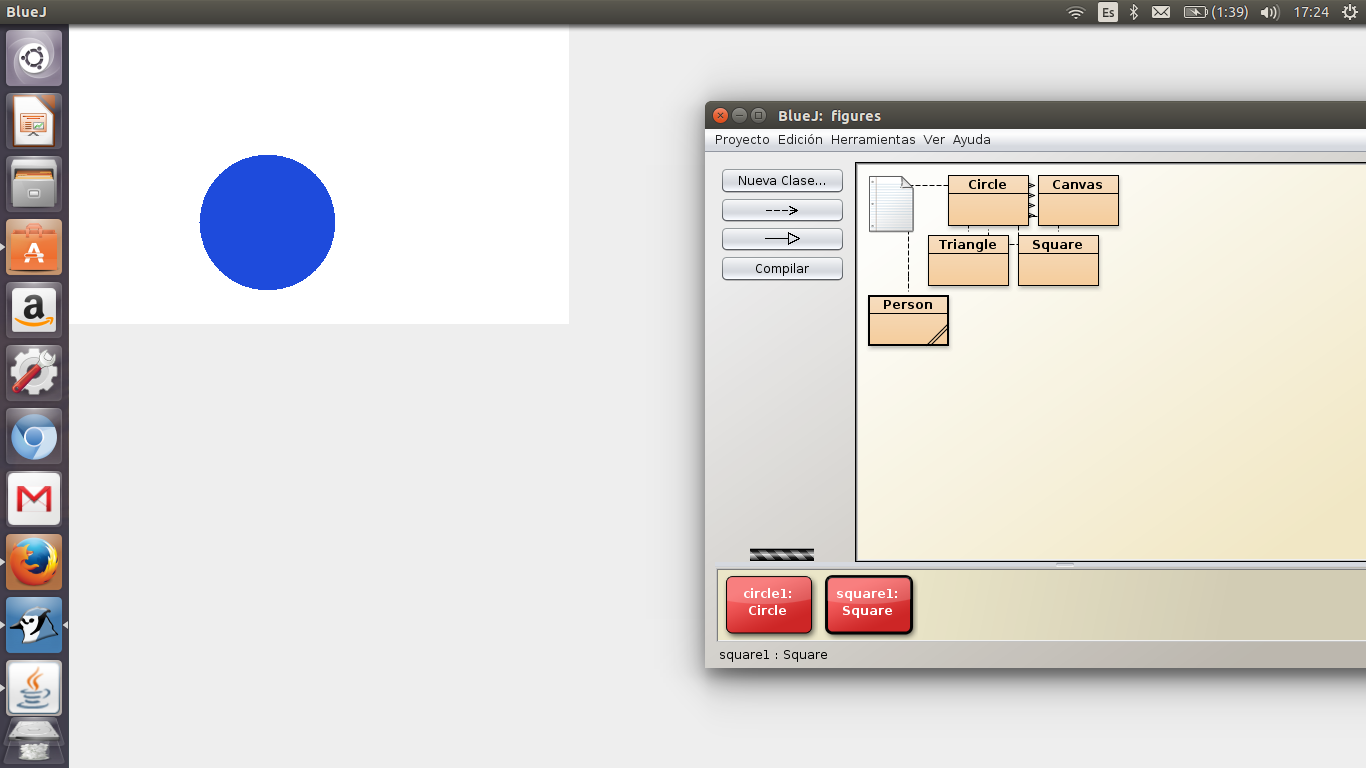 BlueJ
Es
(1:39)
17:24
BlueJ: figures
Proyecto Edición Herramientas Ver Ayuda
Nueva Clase...
Compilar
Circle
Canvas
Triangle
Square
Person
circle1:
Circle
square1:
Square
square1 : Square